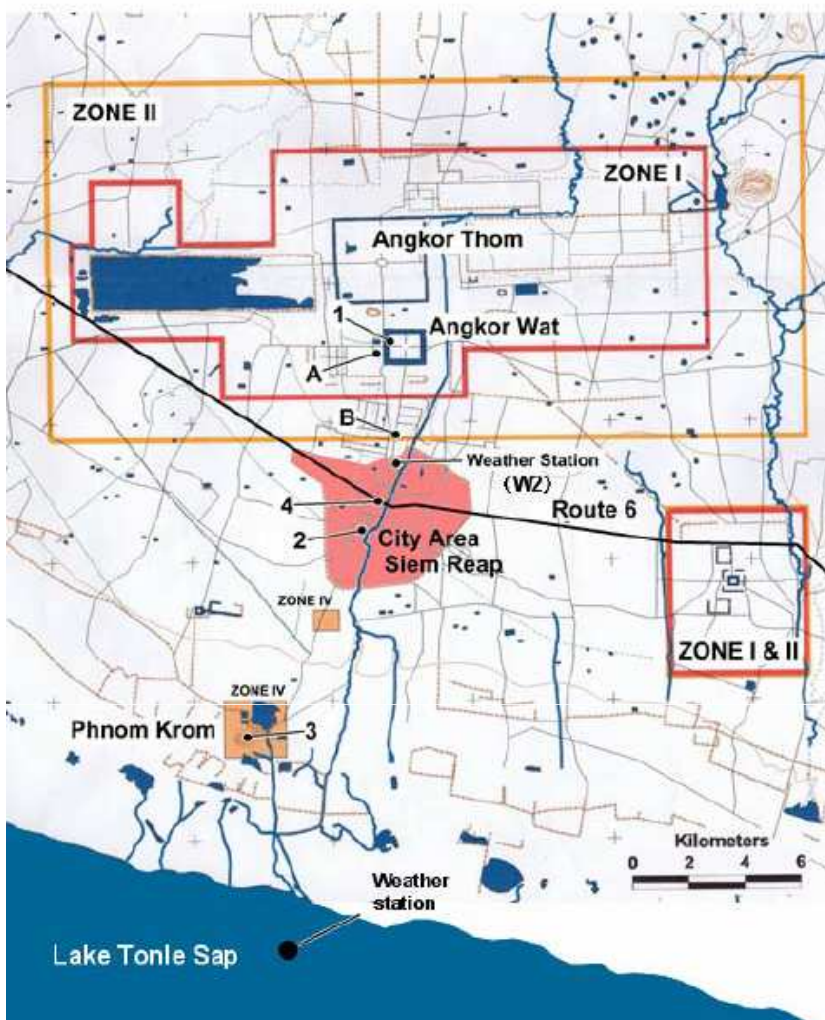 ZONE II
ZONE I
Angkor Thom
1
Angkor Wat
A
B
Weather Station
(W2)
4
Route 6
2
City Area
Siem Reap
ZONE IV
ZONE I & II
ZONE IV
Phnom Krom
3
Kilometers
0 2 4 6
Weather
station
Lake Tonle Sap